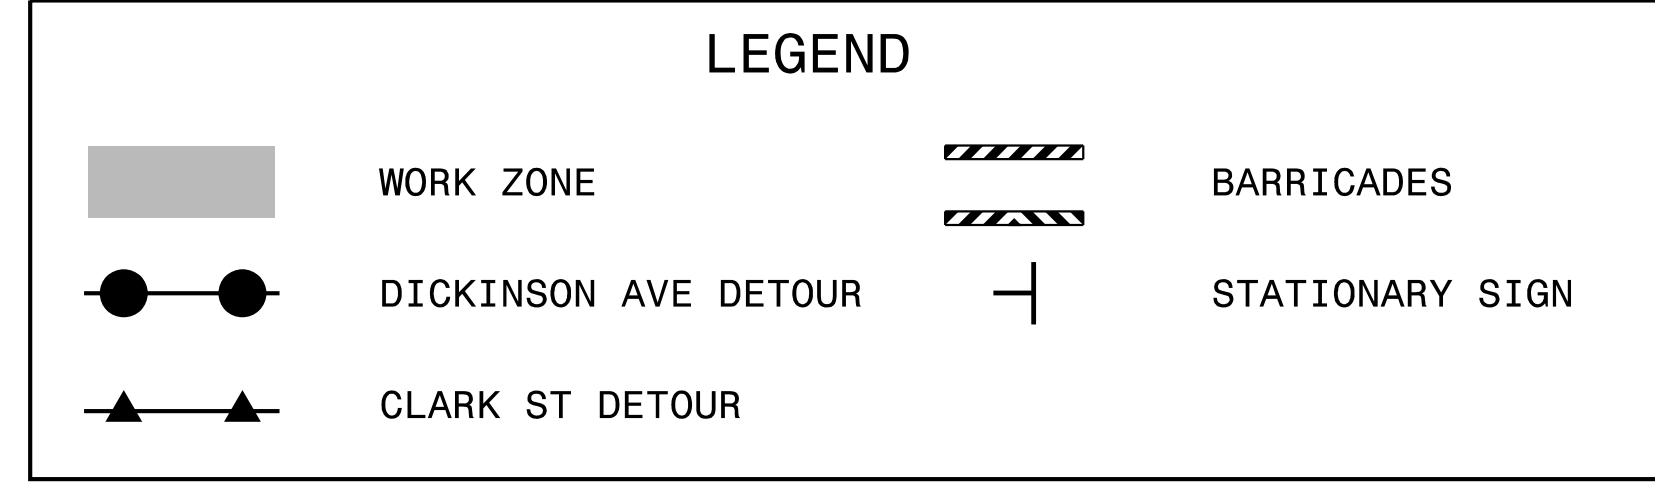 LEGEND
WORK ZONE
BARRICADES
DICKINSON AVE DETOUR
STATIONARY SIGN
CLARK ST DETOUR